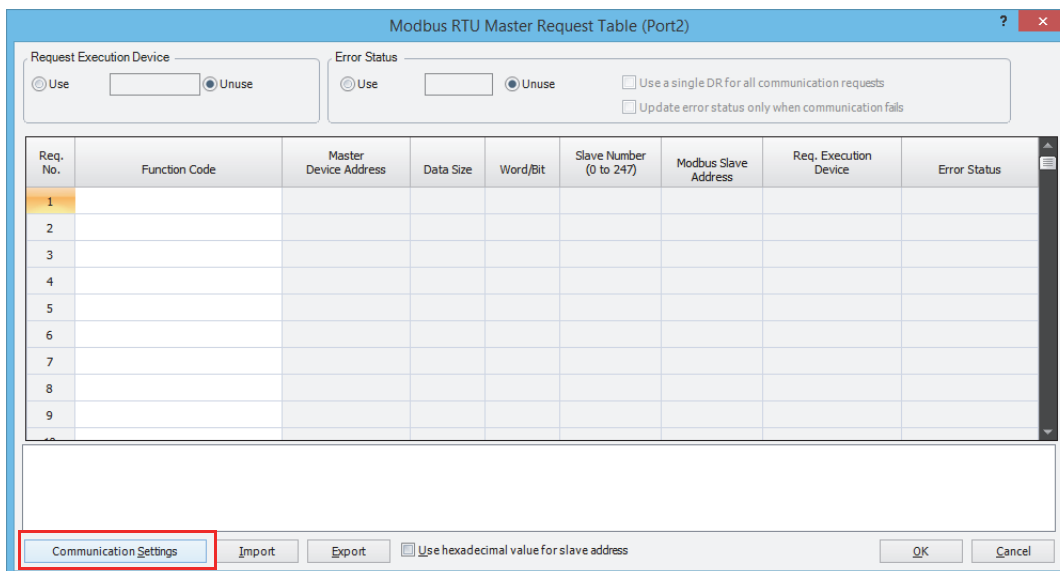 Modbus RTU Master Request Table (Port2)
?
Request Execution Device
Use
Unuse
Error Status
Use
Unuse
Use a single DR for all communication requests
Update error status only when communication fails
Req. No.
Function Code
Master Device Address
Data Size
Word/Bit
Slave Number (0 to 247)
Modbus Slave Address
Req. Execution Device
Error Status
1
2
3
4
5
6
7
8
9
Communication Settings
Import
Export
Use hexadecimal value for slave address
OK
Cancel